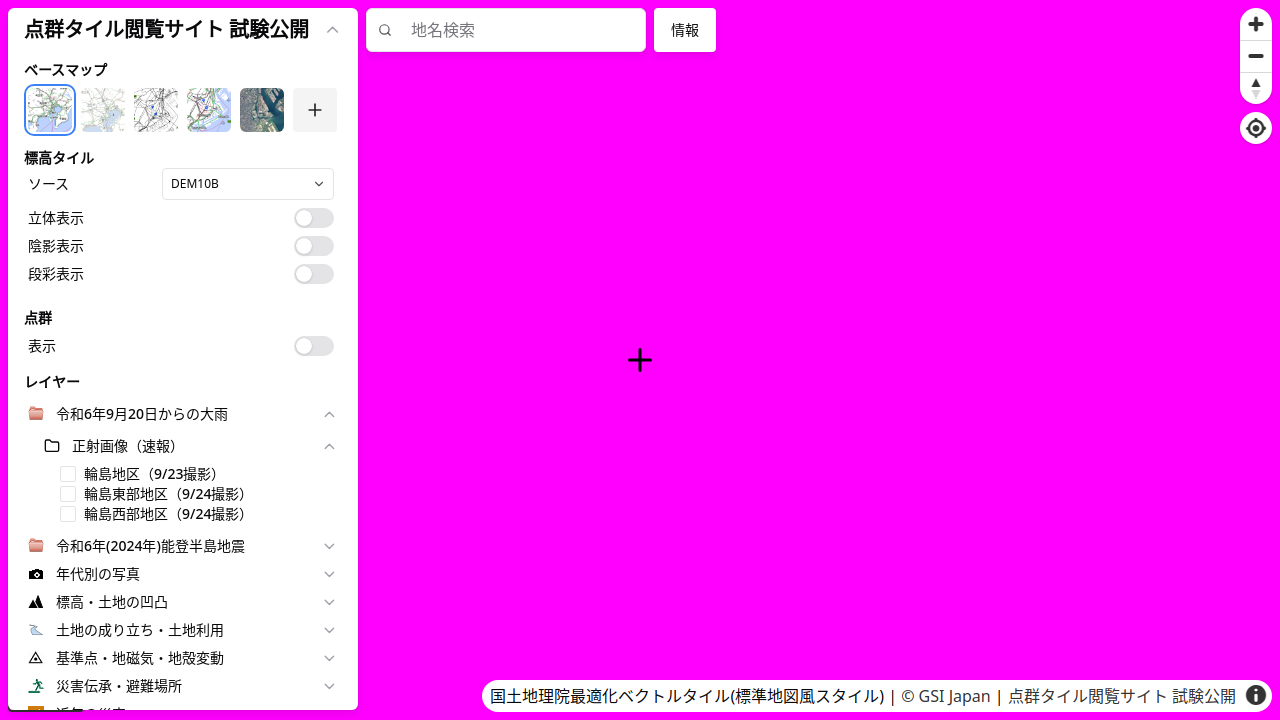 点群タイル閲覧サイト 試験公開
地名検索
情報
ベースマップ
標高タイル
ソース
DEM10B
立体表示
陰影表示
段彩表示
点群
表示
レイヤー
令和6年9月20日からの大雨
正射画像（速報）
輪島地区（9/23撮影）
輪島東部地区（9/24撮影）
輪島西部地区（9/24撮影）
令和6年(2024年)能登半島地震
年代別の写真
標高・土地の凹凸
土地の成り立ち・土地利用
基準点・地磁気・地殻変動
災害伝承・避難場所
国土地理院最適化ベクトルタイル(標準地図風スタイル) | © GSI Japan | 点群タイル閲覧サイト 試験公開